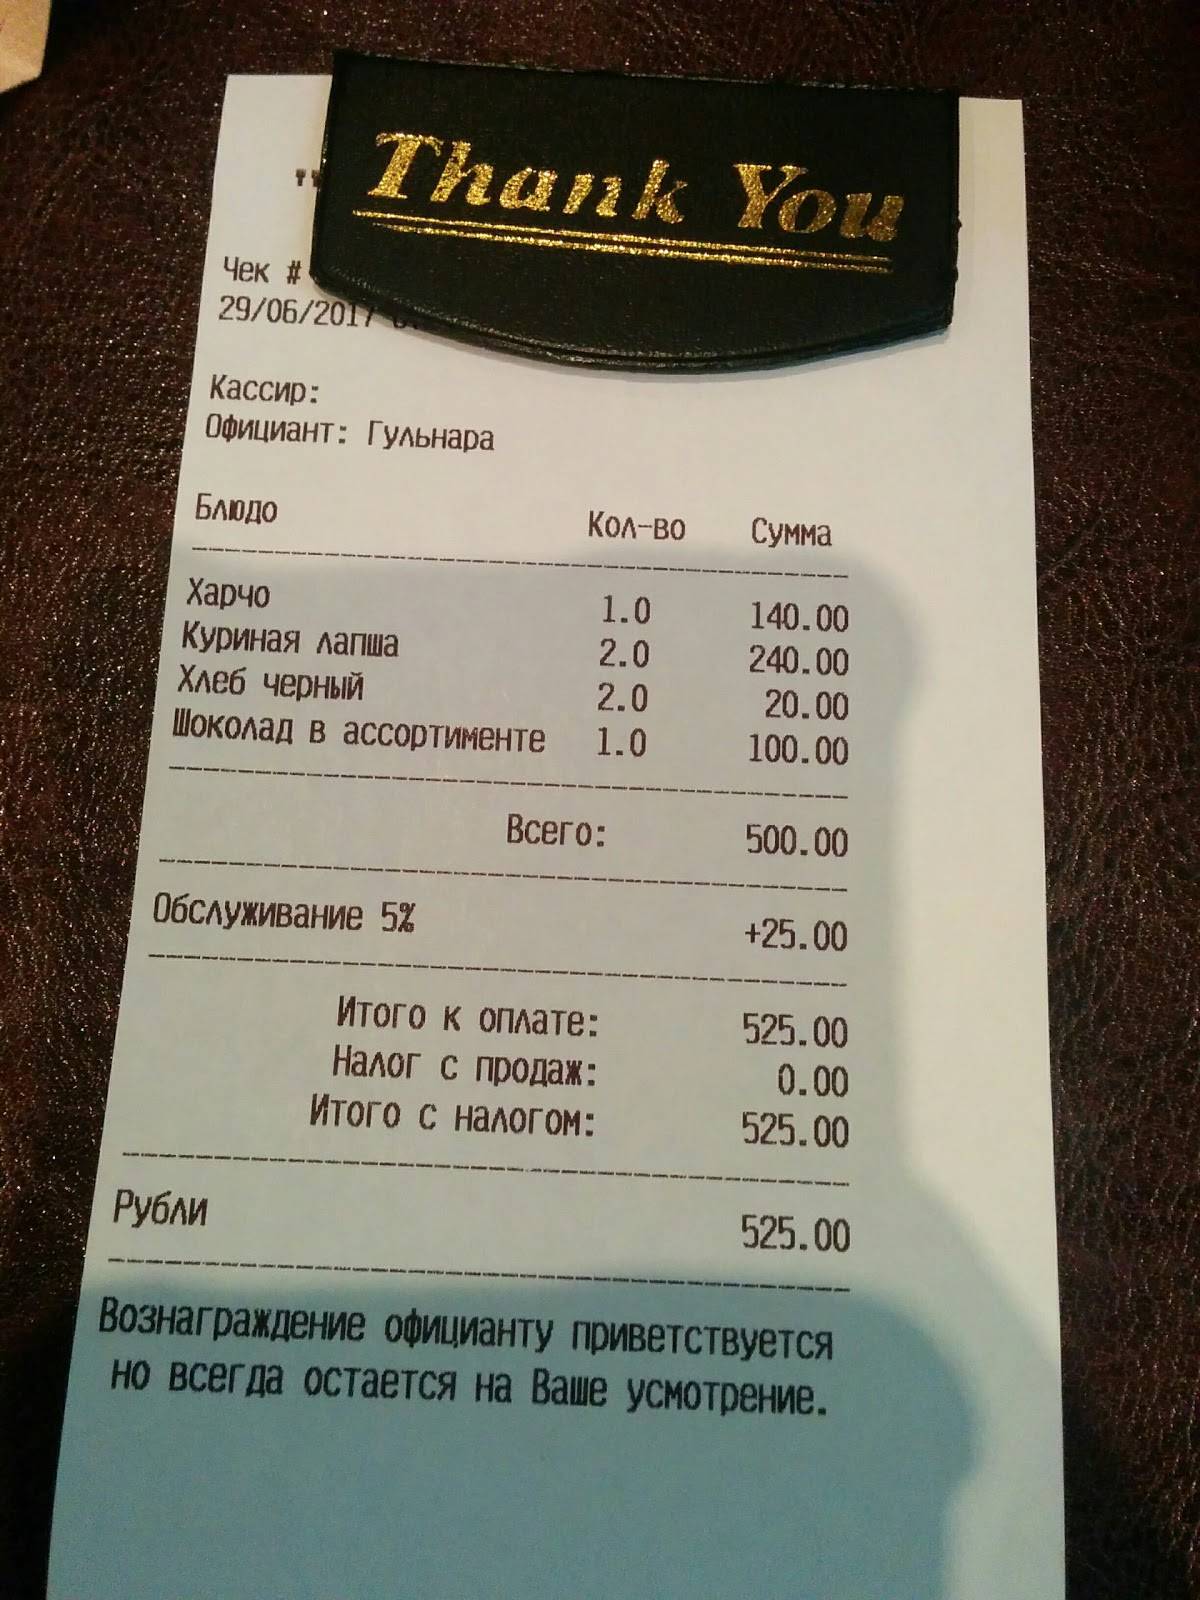 Thank You
Чек #
29/06/2017
Кассир:
Официант: Гульнара
Блюдо Кол-во Сумма
Харчо 1.0 140.00
Куриная лапша 2.0 240.00
Хлеб черный 2.0 20.00
Шоколад в ассортименте 1.0 100.00
Всего: 500.00
Обслуживание 5% +25.00
Итого к оплате: 525.00
Налог с продаж: 0.00
Итого с налогом: 525.00
Рубли 525.00
Вознаграждение официанту приветствуется
но всегда остается на Ваше усмотрение.